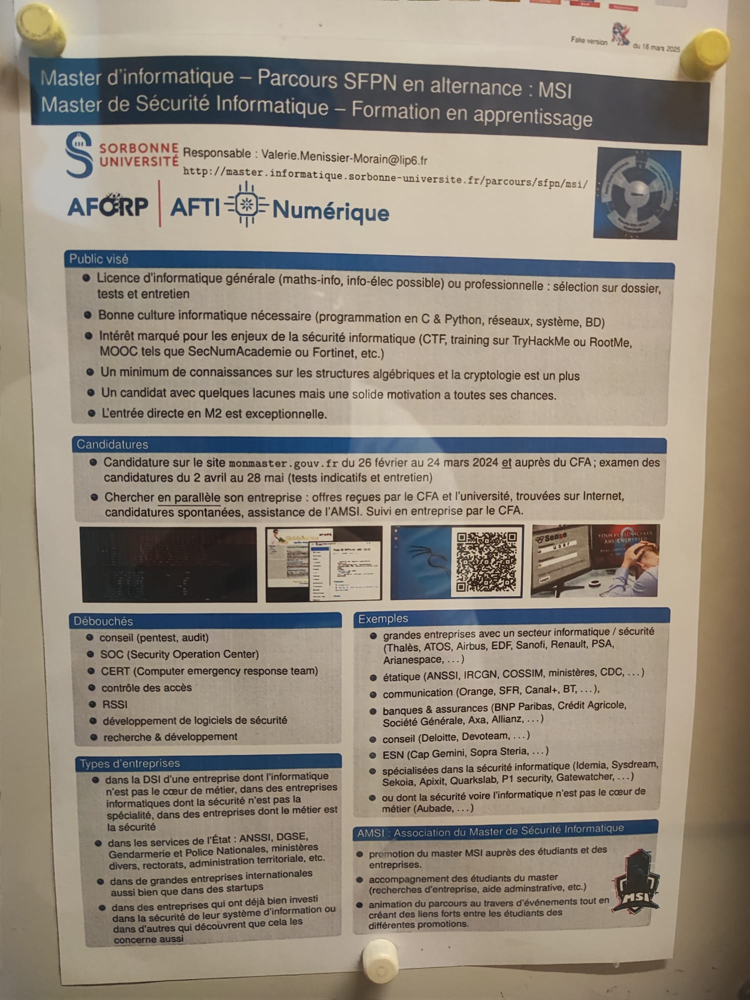 Fake version du 16 mars 2025
Master d'informatique – Parcours SFPN en alternance : MSI
Master de Sécurité Informatique – Formation en apprentissage
SORBONNE
UNIVERSITÉ
Responsable : Valerie.Menissier-Morain@lip6.fr
http://master.informatique.sorbonne-universite.fr/parcours/sfpn/msi/
AFORP | AFTI Numérique
Public visé
Licence d'informatique générale (maths-info, info-élec possible) ou professionnelle : sélection sur dossier,
tests et entretien
Bonne culture informatique nécessaire (programmation en C & Python, réseaux, système, BD)
Intérêt marqué pour les enjeux de la sécurité informatique (CTF, training sur TryHackMe ou RootMe,
MOOC tels que SecNumAcademie ou Fortinet, etc.)
Un minimum de connaissances sur les structures algébriques et la cryptologie est un plus
Un candidat avec quelques lacunes mais une solide motivation a toutes ses chances.
L'entrée directe en M2 est exceptionnelle.
Candidatures
Candidature sur le site monmaster.gouv.fr du 26 février au 24 mars 2024 et auprès du CFA ; examen des
candidatures du 2 avril au 28 mai (tests indicatifs et entretien)
Chercher en parallèle son entreprise : offres reçues par le CFA et l'université, trouvées sur Internet,
candidatures spontanées, assistance de l'AMSI. Suivi en entreprise par le CFA.
Sense
user
Login
YOUR PERSONAL FILES
ARE ENCRYPTED
Débouchés
conseil (pentest, audit)
SOC (Security Operation Center)
CERT (Computer emergency response team)
contrôle des accès
RSSI
développement de logiciels de sécurité
recherche & développement
Types d'entreprises
dans la DSI d'une entreprise dont l'informatique
n'est pas le cœur de métier, dans des entreprises
informatiques dont la sécurité n'est pas la
spécialité, dans des entreprises dont le métier est
la sécurité
dans les services de l'État : ANSSI, DGSE,
Gendarmerie et Police Nationales, ministères
divers, rectorats, administration territoriale, etc.
dans de grandes entreprises internationales
aussi bien que dans des startups
dans des entreprises qui ont déjà bien investi
dans la sécurité de leur système d'information ou
dans d'autres qui découvrent que cela les
concerne aussi
Exemples
grandes entreprises avec un secteur informatique / sécurité
(Thalès, ATOS, Airbus, EDF, Sanofi, Renault, PSA,
Arianespace, ...)
étatique (ANSSI, IRCGN, COSSIM, ministères, CDC, ...)
communication (Orange, SFR, Canal+, BT, ...),
banques & assurances (BNP Paribas, Crédit Agricole,
Société Générale, Axa, Allianz, ...)
conseil (Deloitte, Devoteam, ...)
ESN (Cap Gemini, Sopra Steria, ...)
spécialisées dans la sécurité informatique (Idemia, Sysdream,
Sekoia, Apixit, Quarkslab, P1 security, Gatewatcher, ...)
ou dont la sécurité voire l'informatique n'est pas le cœur de
métier (Aubade, ...)
AMSI : Association du Master de Sécurité Informatique
promotion du master MSI auprès des étudiants et des
entreprises.
accompagnement des étudiants du master
(recherches d'entreprise, aide adminstrative, etc.)
animation du parcours au travers d'événements tout en
créant des liens forts entre les étudiants des
différentes promotions.
MSI